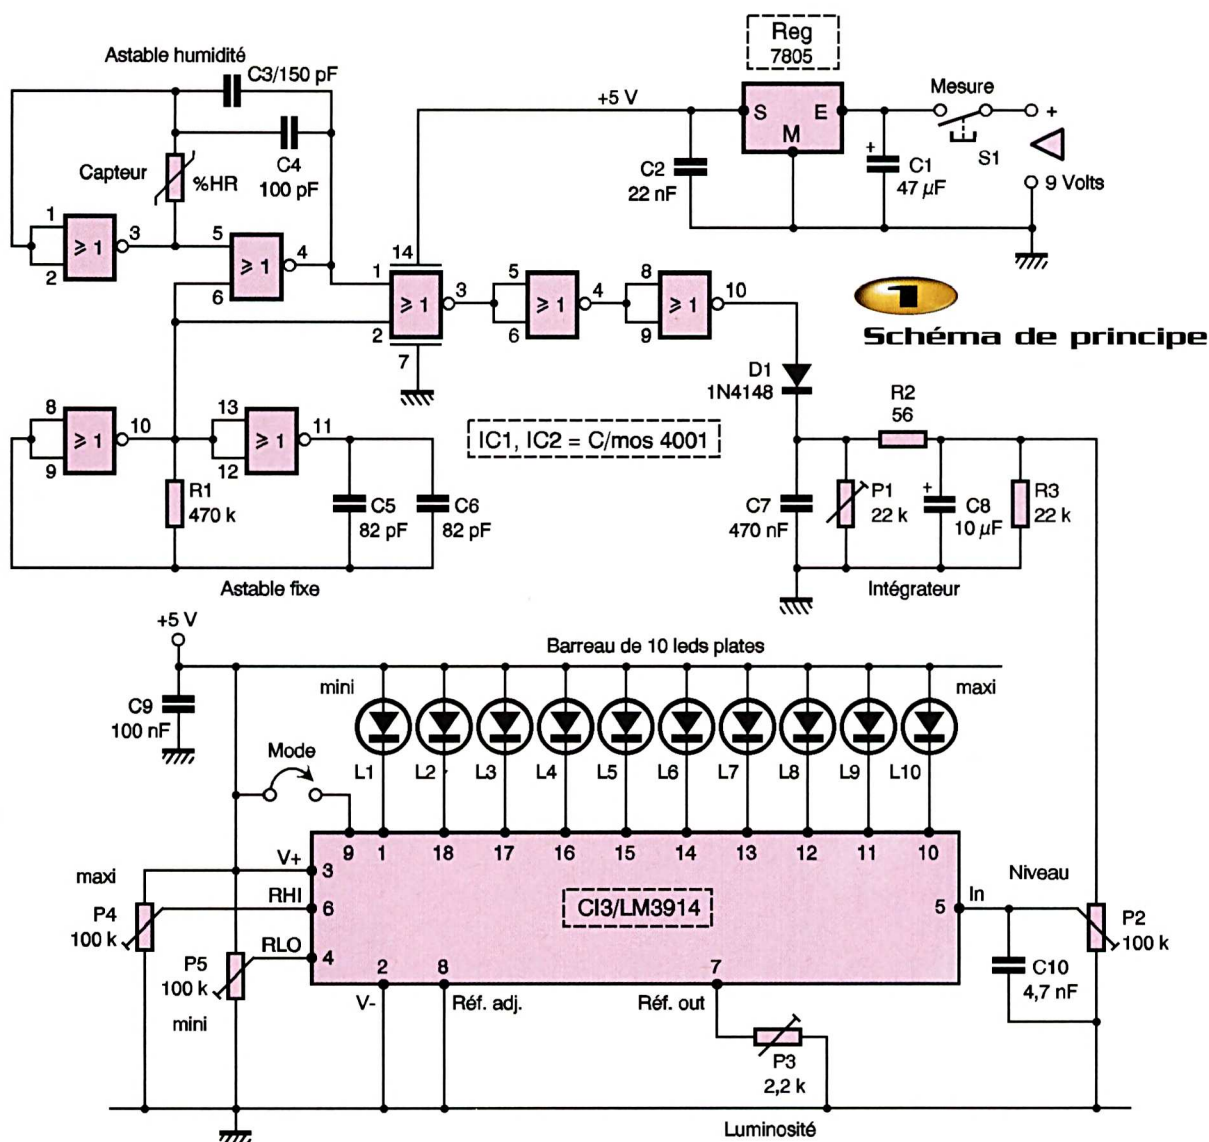 Astable humidité
C3/150 pF
C4
100 pF
Capteur
%HR
1
2
≥ 1
3
5
6
≥ 1
4
+5 V
Reg
7805
S
E
M
C2
22 nF
+
C1
47 µF
Mesure
S1
+
9 Volts
14
1
2
≥ 1
3
7
5
6
≥ 1
4
8
9
≥ 1
10
1
Schéma de principe
8
9
≥ 1
10
13
12
≥ 1
11
R1
470 k
C5
82 pF
C6
82 pF
Astable fixe
IC1, IC2 = C/mos 4001
D1
1N4148
R2
56
C7
470 nF
P1
22 k
+
C8
10 µF
R3
22 k
Intégrateur
+5 V
C9
100 nF
Barreau de 10 leds plates
mini
maxi
L1
L2
L3
L4
L5
L6
L7
L8
L9
L10
Mode
9
1
18
17
16
15
14
13
12
11
10
V+
3
RHI
6
RLO
4
maxi
P4
100 k
P5
100 k
mini
CI3/LM3914
5
In
Niveau
P2
100 k
C10
4,7 nF
2
V-
8
Réf. adj.
7
Réf. out
P3
2,2 k
Luminosité